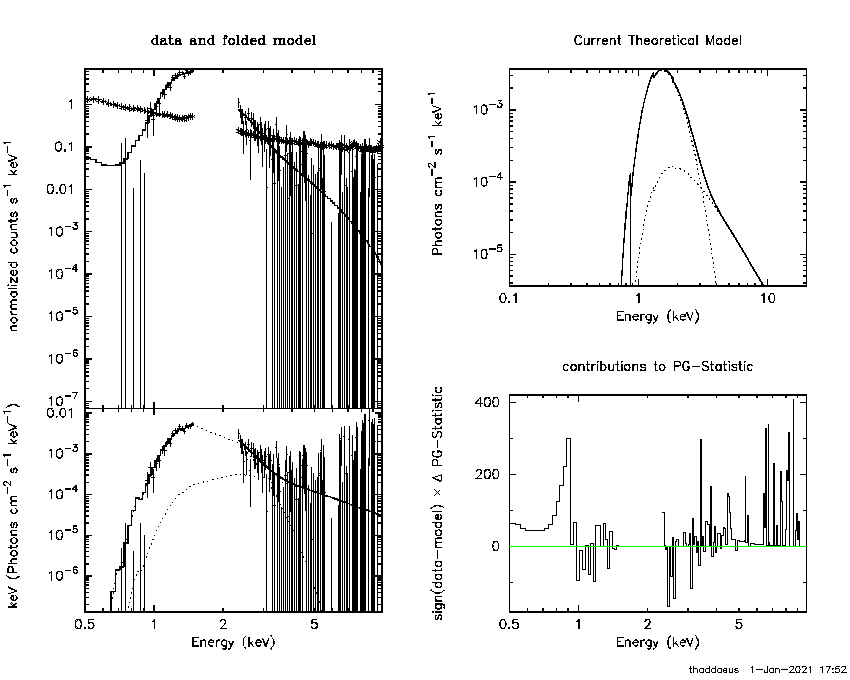 data and folded model
normalized counts s−1 keV−1
1
0.1
0.01
10−3
10−4
10−5
10−6
10−7
keV (Photons cm−2 s−1 keV−1)
0.01
10−3
10−4
10−5
10−6
0.5 1 2 5
Energy (keV)
Current Theoretical Model
Photons cm−2 s−1 keV−1
10−3
10−4
10−5
0.1 1 10
Energy (keV)
contributions to PG−Statistic
sign(data−model) × Δ PG−Statistic
400
200
0
0.5 1 2 5
Energy (keV)
thaddaeus 1−Jan−2021 17:52